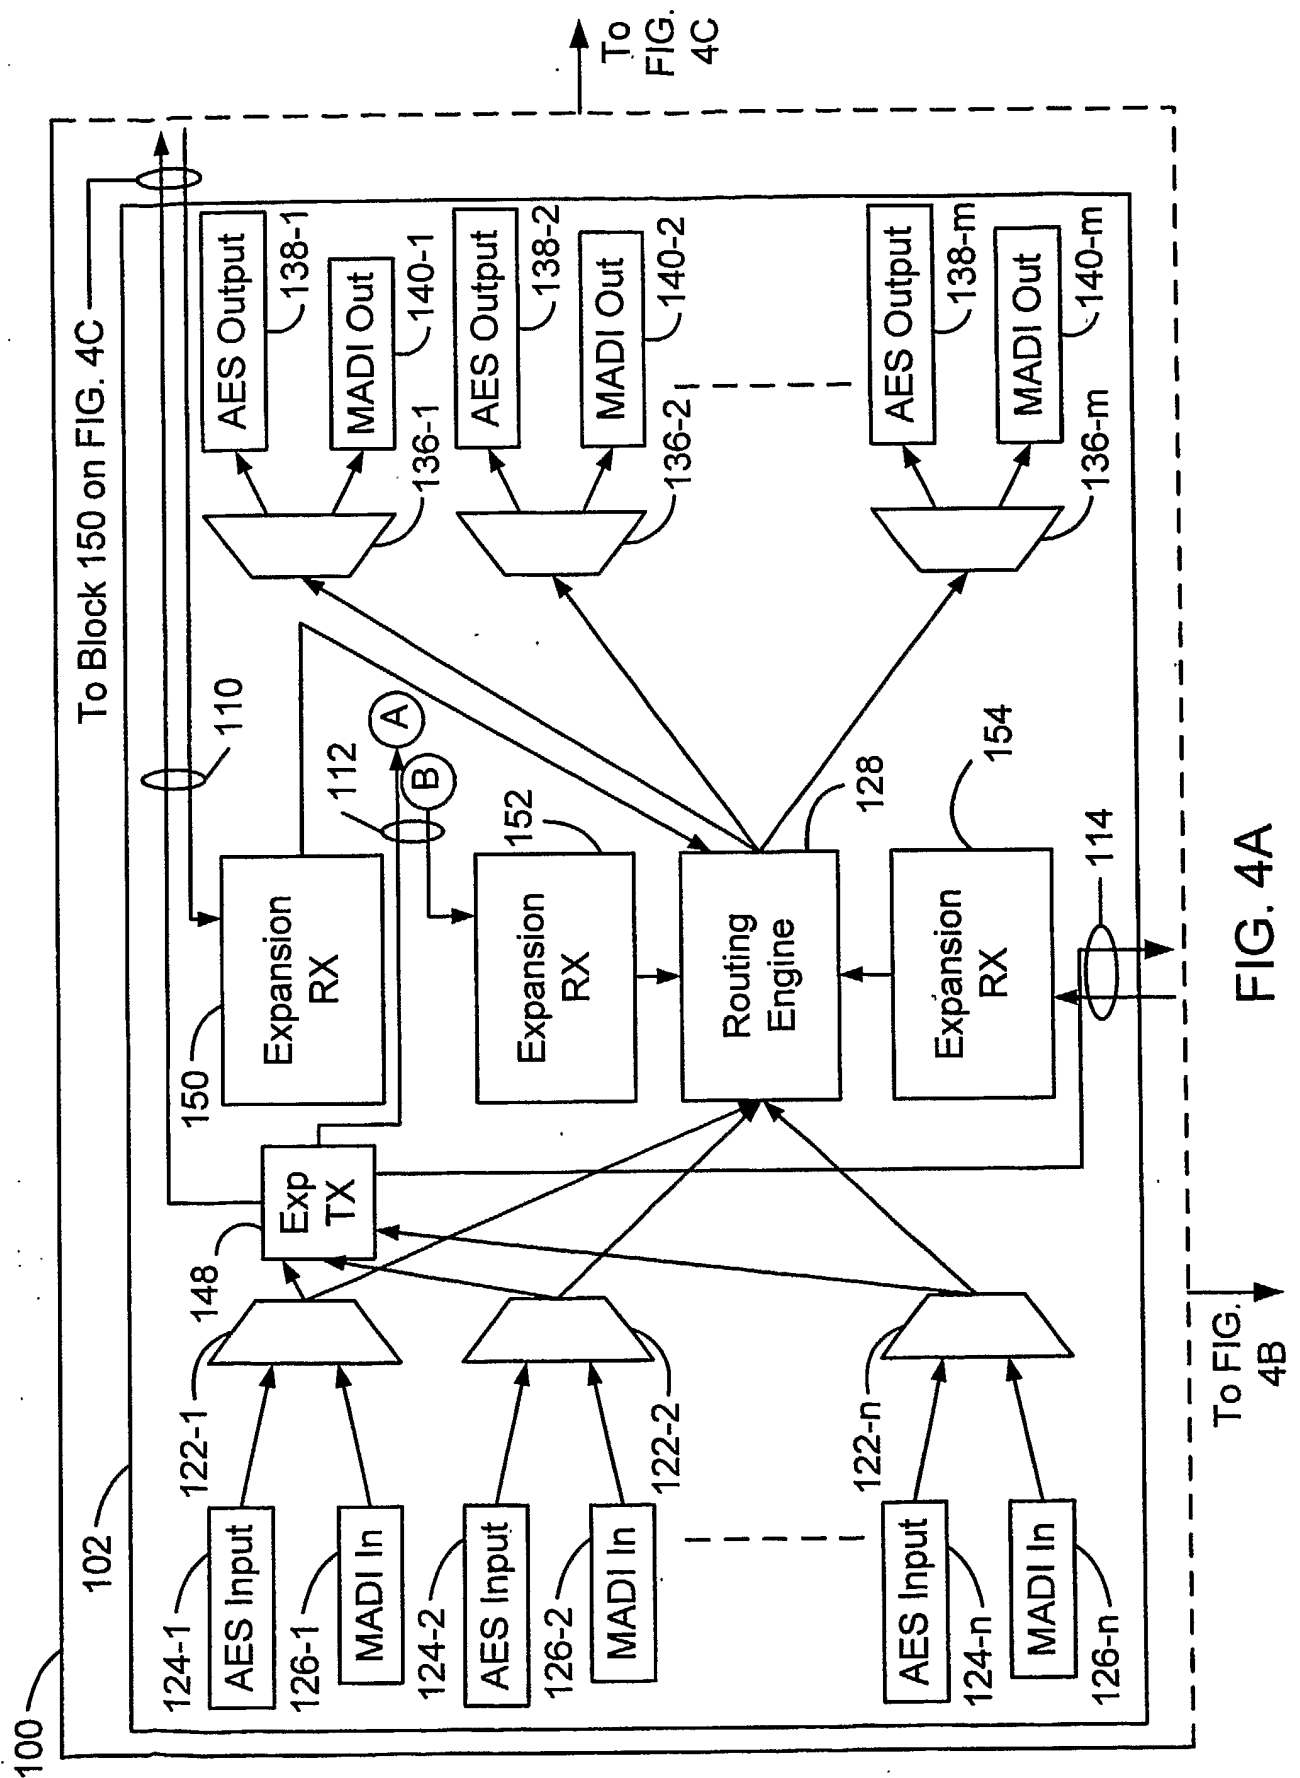 100
102
To Block 150 on FIG. 4C
To
FIG.
4C
110
124-1
AES Input
126-1
MADI In
122-1
148
Exp
TX
150
Expansion
RX
112
A
B
AES Output
138-1
MADI Out
140-1
136-1
124-2
AES Input
126-2
MADI In
122-2
Expansion
RX
152
AES Output
138-2
MADI Out
140-2
136-2
Routing
Engine
128
122-n
AES Input
124-n
MADI In
126-n
Expansion
RX
154
114
AES Output
138-m
MADI Out
140-m
136-m
To FIG.
4B
FIG. 4A